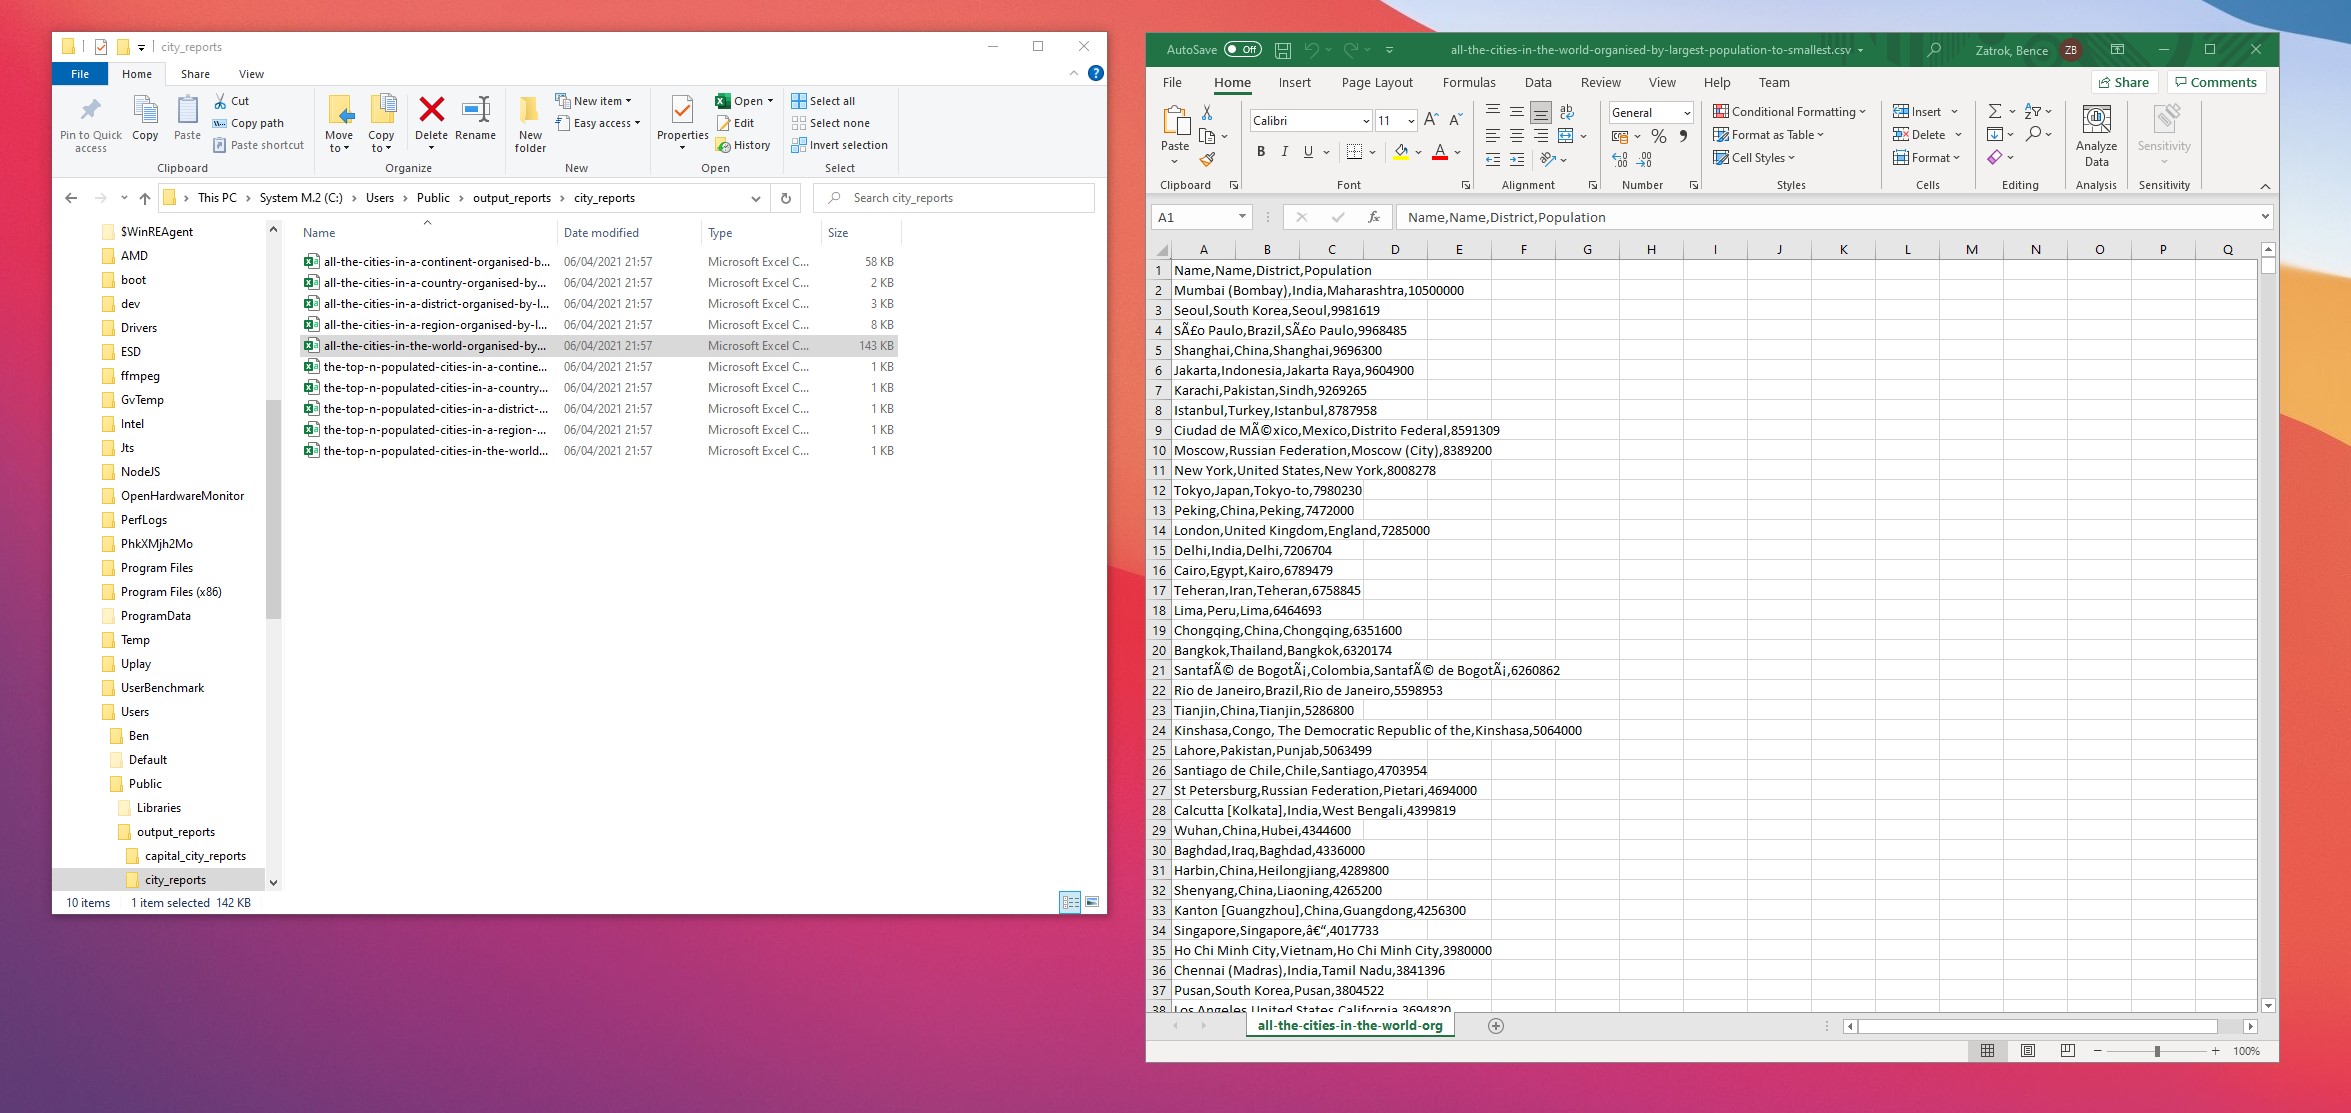 city_reports
File Home Share View
Pin to Quick access
Copy
Paste
Cut
Copy path
Paste shortcut
Clipboard
Move to
Copy to
Delete
Rename
Organize
New folder
New item
Easy access
New
Properties
Open
Edit
History
Open
Select all
Select none
Invert selection
Select
This PC > System M.2 (C:) > Users > Public > output_reports > city_reports
Search city_reports
$WinREAgent
AMD
boot
dev
Drivers
ESD
ffmpeg
GvTemp
Intel
Jts
NodeJS
OpenHardwareMonitor
PerfLogs
PhkXMjh2Mo
Program Files
Program Files (x86)
ProgramData
Temp
Uplay
UserBenchmark
Users
Ben
Default
Public
Libraries
output_reports
capital_city_reports
city_reports
Name Date modified Type Size
all-the-cities-in-a-continent-organised-b... 06/04/2021 21:57 Microsoft Excel C... 58 KB
all-the-cities-in-a-country-organised-by... 06/04/2021 21:57 Microsoft Excel C... 2 KB
all-the-cities-in-a-district-organised-by-l... 06/04/2021 21:57 Microsoft Excel C... 3 KB
all-the-cities-in-a-region-organised-by-l... 06/04/2021 21:57 Microsoft Excel C... 8 KB
all-the-cities-in-the-world-organised-by... 06/04/2021 21:57 Microsoft Excel C... 143 KB
the-top-n-populated-cities-in-a-contine... 06/04/2021 21:57 Microsoft Excel C... 1 KB
the-top-n-populated-cities-in-a-country... 06/04/2021 21:57 Microsoft Excel C... 1 KB
the-top-n-populated-cities-in-a-district-... 06/04/2021 21:57 Microsoft Excel C... 1 KB
the-top-n-populated-cities-in-a-region-... 06/04/2021 21:57 Microsoft Excel C... 1 KB
the-top-n-populated-cities-in-the-world... 06/04/2021 21:57 Microsoft Excel C... 1 KB
10 items 1 item selected 142 KB
AutoSave Off all-the-cities-in-the-world-organised-by-largest-population-to-smallest.csv Zatrok, Bence ZB
File Home Insert Page Layout Formulas Data Review View Help Team Share Comments
Paste
Clipboard
Calibri 11
B I U
Font
Alignment
General
Number
Conditional Formatting
Format as Table
Cell Styles
Styles
Insert
Delete
Format
Cells
Editing
Analyze Data
Analysis
Sensitivity
Sensitivity
A1 fx Name,Name,District,Population
A B C D E F G H I J K L M N O P Q
1 Name,Name,District,Population
2 Mumbai (Bombay),India,Maharashtra,10500000
3 Seoul,South Korea,Seoul,9981619
4 SÃ£o Paulo,Brazil,SÃ£o Paulo,9968485
5 Shanghai,China,Shanghai,9696300
6 Jakarta,Indonesia,Jakarta Raya,9604900
7 Karachi,Pakistan,Sindh,9269265
8 Istanbul,Turkey,Istanbul,8787958
9 Ciudad de MÃ©xico,Mexico,Distrito Federal,8591309
10 Moscow,Russian Federation,Moscow (City),8389200
11 New York,United States,New York,8008278
12 Tokyo,Japan,Tokyo-to,7980230
13 Peking,China,Peking,7472000
14 London,United Kingdom,England,7285000
15 Delhi,India,Delhi,7206704
16 Cairo,Egypt,Kairo,6789479
17 Teheran,Iran,Teheran,6758845
18 Lima,Peru,Lima,6464693
19 Chongqing,China,Chongqing,6351600
20 Bangkok,Thailand,Bangkok,6320174
21 SantafÃ© de BogotÃ¡,Colombia,SantafÃ© de BogotÃ¡,6260862
22 Rio de Janeiro,Brazil,Rio de Janeiro,5598953
23 Tianjin,China,Tianjin,5286800
24 Kinshasa,Congo, The Democratic Republic of the,Kinshasa,5064000
25 Lahore,Pakistan,Punjab,5063499
26 Santiago de Chile,Chile,Santiago,4703954
27 St Petersburg,Russian Federation,Pietari,4694000
28 Calcutta [Kolkata],India,West Bengali,4399819
29 Wuhan,China,Hubei,4344600
30 Baghdad,Iraq,Baghdad,4336000
31 Harbin,China,Heilongjiang,4289800
32 Shenyang,China,Liaoning,4265200
33 Kanton [Guangzhou],China,Guangdong,4256300
34 Singapore,Singapore,â€“,4017733
35 Ho Chi Minh City,Vietnam,Ho Chi Minh City,3980000
36 Chennai (Madras),India,Tamil Nadu,3841396
37 Pusan,South Korea,Pusan,3804522
38 Los Angeles,United States,California,3694820
all-the-cities-in-the-world-org
100%